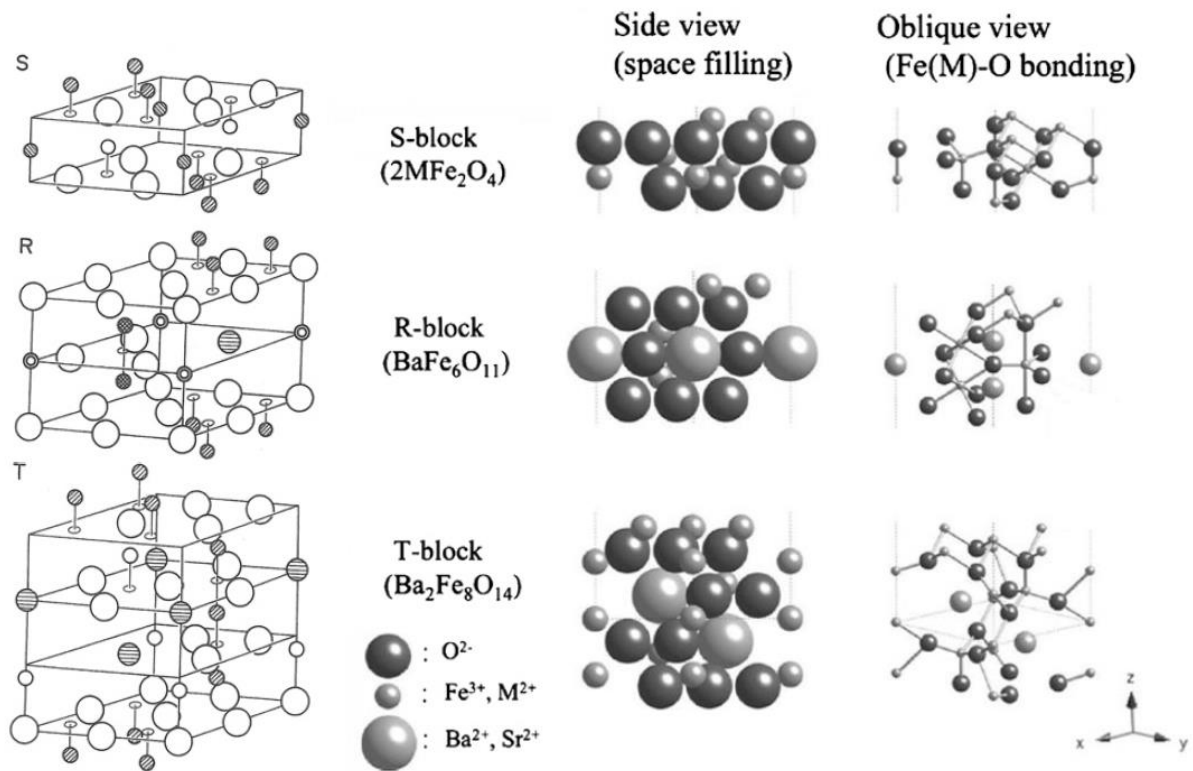 Side view
(space filling)
Oblique view
(Fe(M)-O bonding)
S
S-block
(2MFe₂O₄)
R
R-block
(BaFe₆O₁₁)
T
T-block
(Ba₂Fe₈O₁₄)
: O²⁻
: Fe³⁺, M²⁺
: Ba²⁺, Sr²⁺
z
x
y